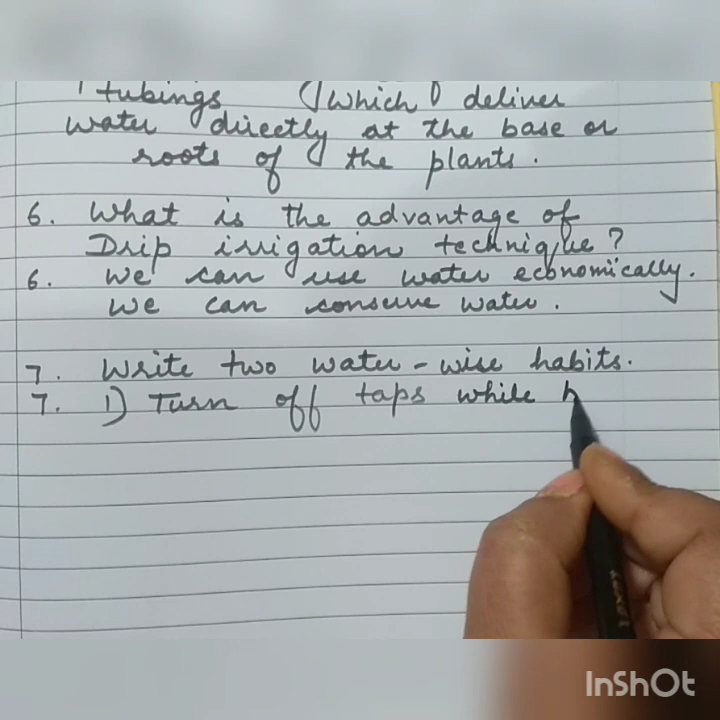 tubings which deliver
water directly at the base or
roots of the plants.
6. What is the advantage of
Drip irrigation technique?
6. We can use water economically.
We can conserve water.
7. Write two water-wise habits.
7. 1) Turn off taps while
InShOt